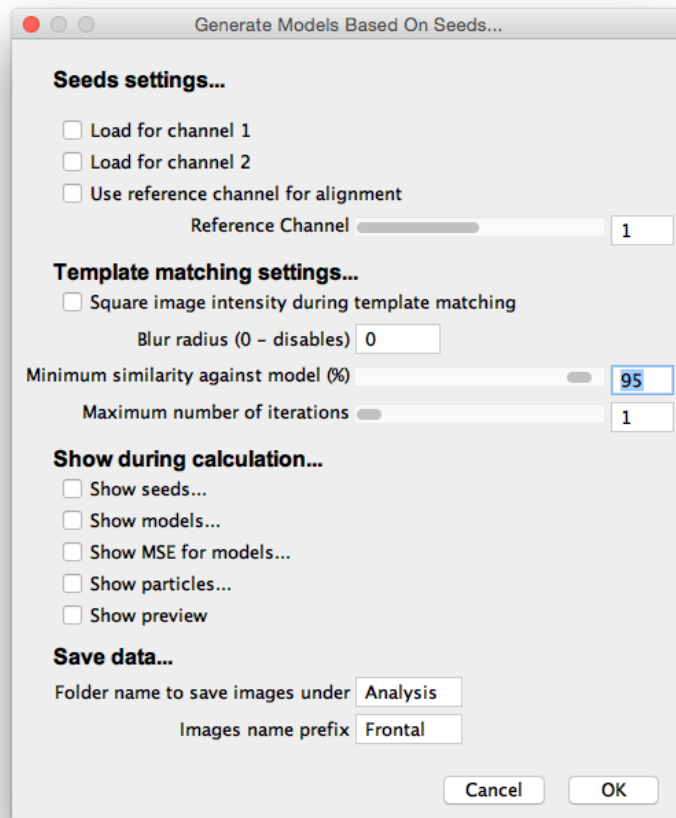 Generate Models Based On Seeds...
Seeds settings...
Load for channel 1
Load for channel 2
Use reference channel for alignment
Reference Channel 1
Template matching settings...
Square image intensity during template matching
Blur radius (0 – disables) 0
Minimum similarity against model (%) 95
Maximum number of iterations 1
Show during calculation...
Show seeds...
Show models...
Show MSE for models...
Show particles...
Show preview
Save data...
Folder name to save images under Analysis
Images name prefix Frontal
Cancel OK